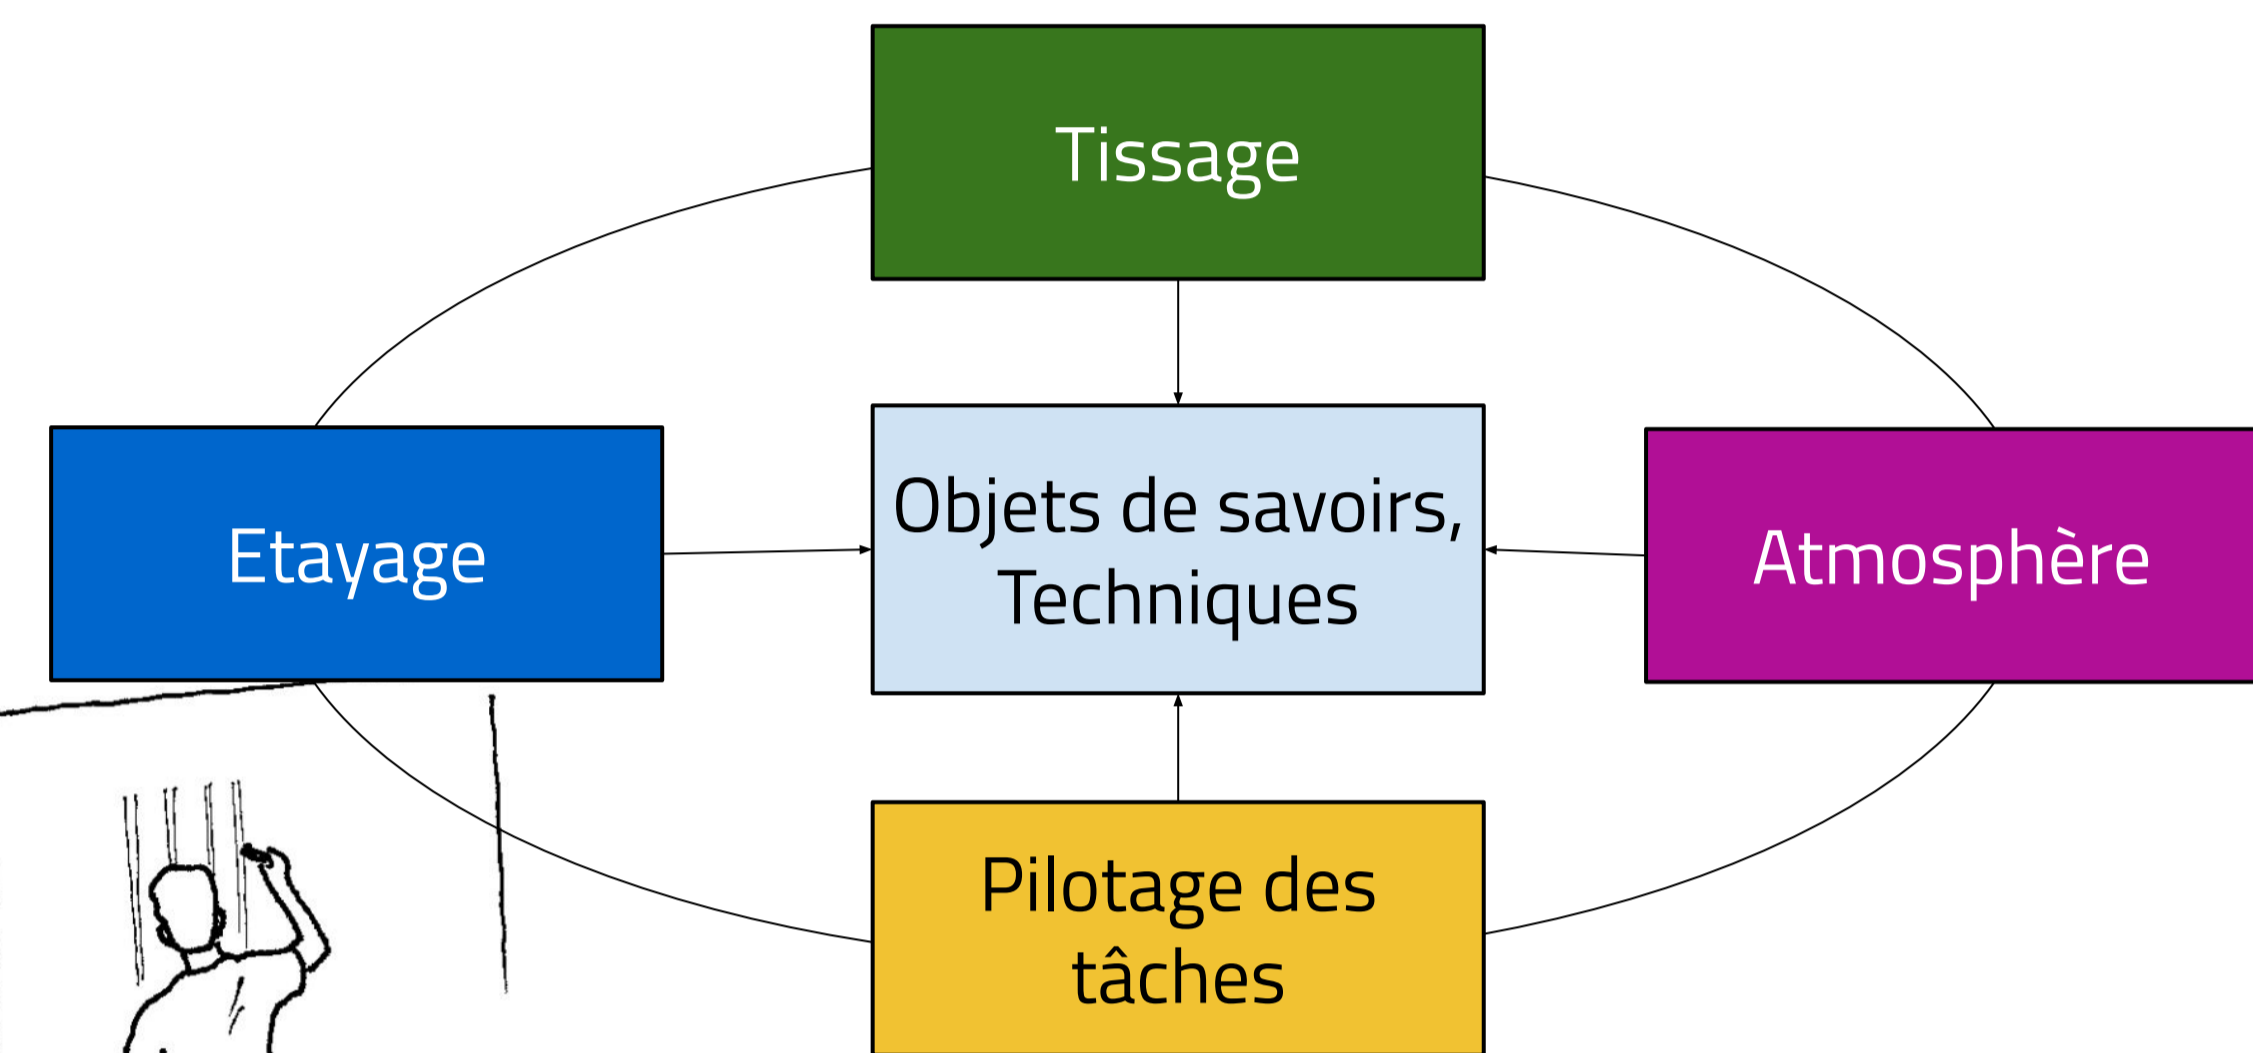 Tissage
Etayage
Objets de savoirs,
Techniques
Atmosphère
Pilotage des
tâches